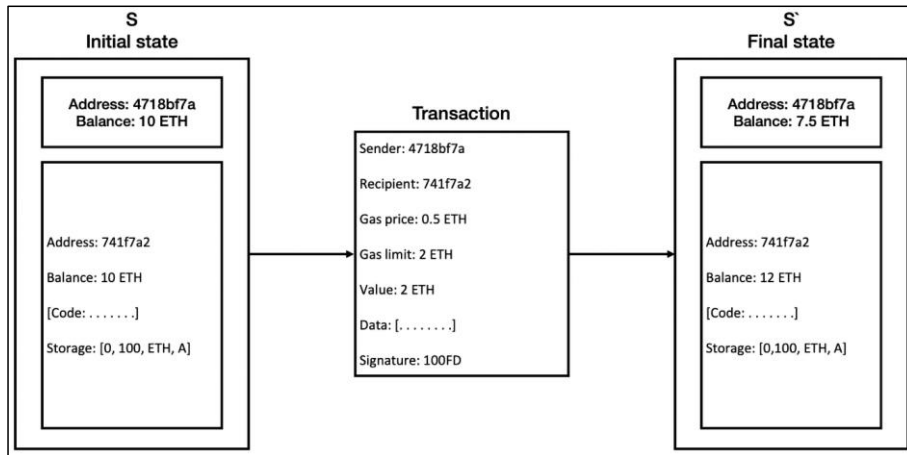 S
Initial state
Address: 4718bf7a
Balance: 10 ETH
Address: 741f7a2
Balance: 10 ETH
[Code: . . . . . . .]
Storage: [0, 100, ETH, A]
Transaction
Sender: 4718bf7a
Recipient: 741f7a2
Gas price: 0.5 ETH
Gas limit: 2 ETH
Value: 2 ETH
Data: [. . . . . . . .]
Signature: 100FD
S`
Final state
Address: 4718bf7a
Balance: 7.5 ETH
Address: 741f7a2
Balance: 12 ETH
[Code: . . . . . . .]
Storage: [0,100, ETH, A]